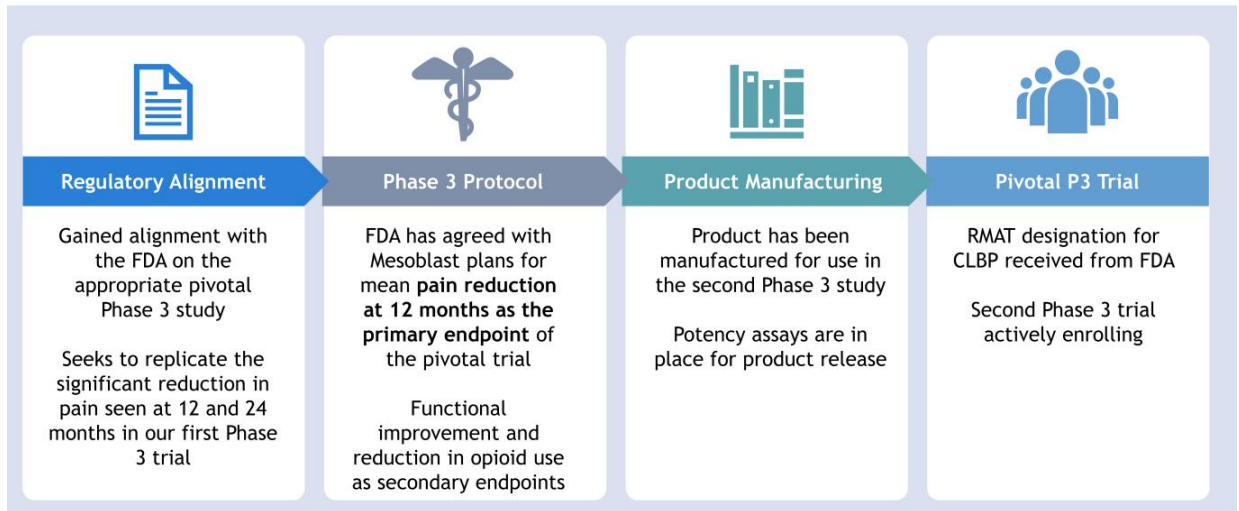 Regulatory Alignment
Gained alignment with
the FDA on the
appropriate pivotal
Phase 3 study
Seeks to replicate the
significant reduction in
pain seen at 12 and 24
months in our first Phase
3 trial
Phase 3 Protocol
FDA has agreed with
Mesoblast plans for
mean pain reduction
at 12 months as the
primary endpoint of
the pivotal trial
Functional
improvement and
reduction in opioid use
as secondary endpoints
Product Manufacturing
Product has been
manufactured for use in
the second Phase 3 study
Potency assays are in
place for product release
Pivotal P3 Trial
RMAT designation for
CLBP received from FDA
Second Phase 3 trial
actively enrolling